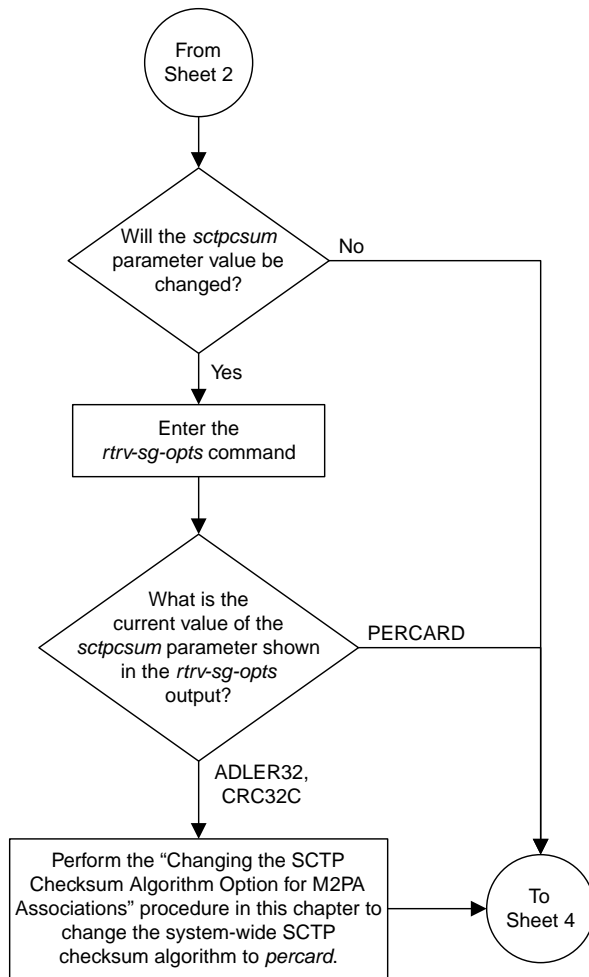 From
Sheet 2
Will the sctpcsum
parameter value be
changed?
No
Yes
Enter the
rtrv-sg-opts command
What is the
current value of the
sctpcsum parameter shown
in the rtrv-sg-opts
output?
PERCARD
ADLER32,
CRC32C
Perform the “Changing the SCTP
Checksum Algorithm Option for M2PA
Associations” procedure in this chapter to
change the system-wide SCTP
checksum algorithm to percard.
To
Sheet 4